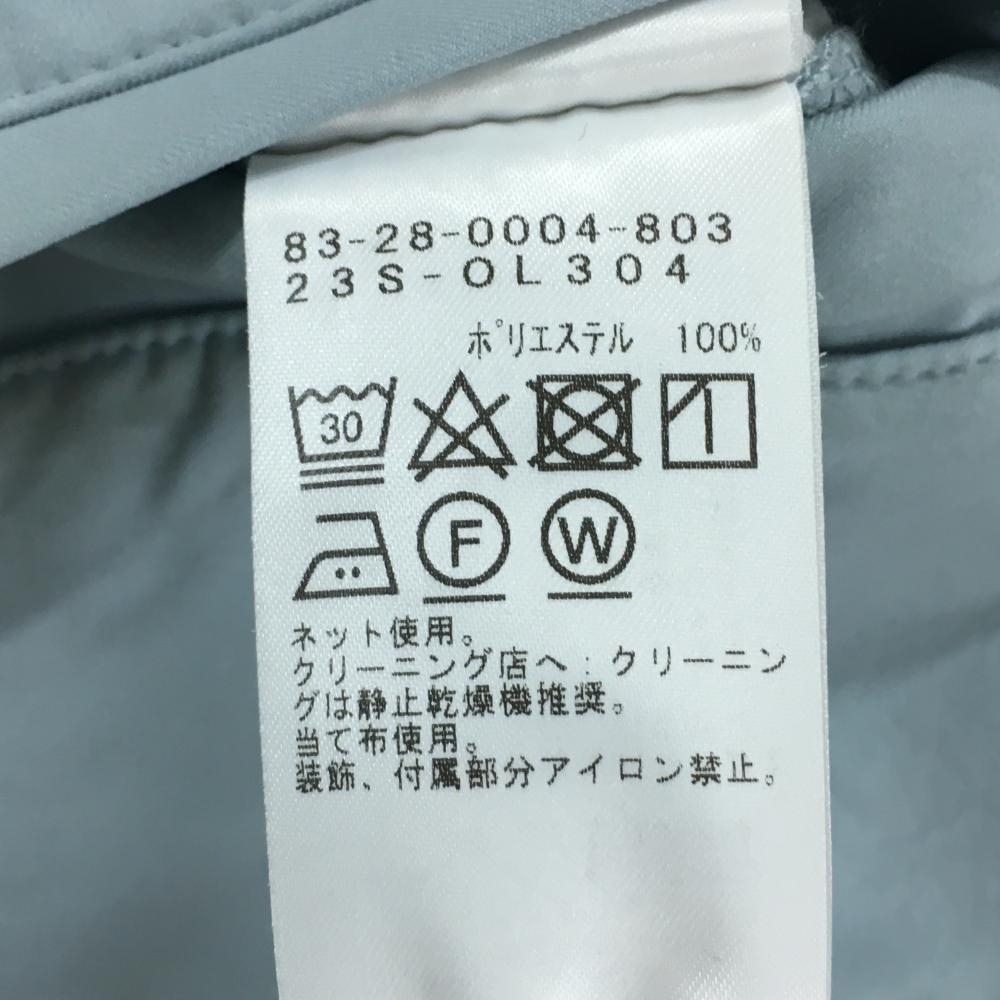 83-28-0004-803
23S-OL304
ポリエステル 100%
30
F W
ネット使用。
クリーニング店へ：クリーニン
グは静止乾燥機推奨。
当て布使用。
装飾、付属部分アイロン禁止。